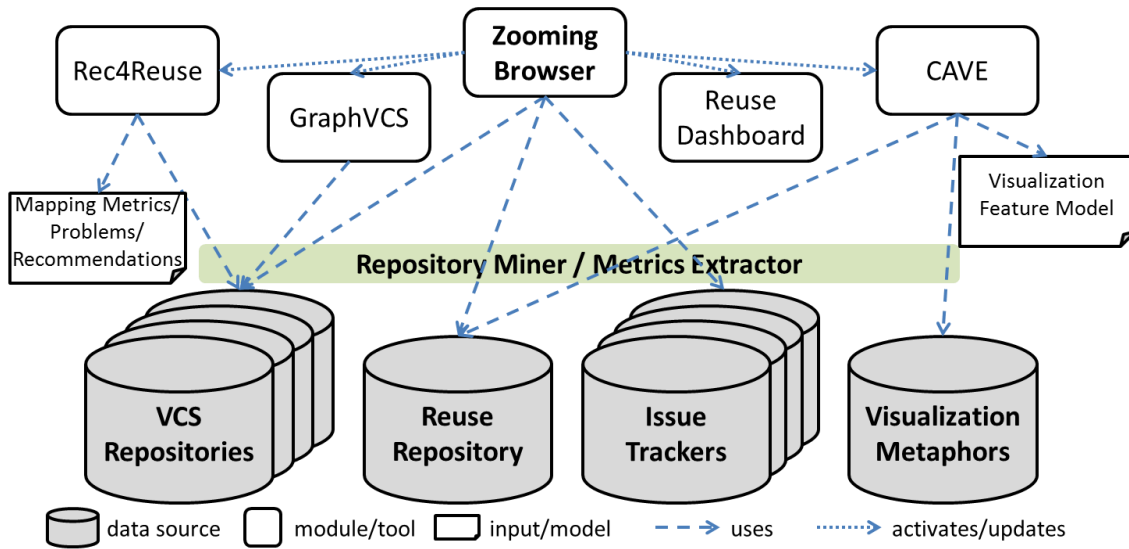 Rec4Reuse
GraphVCS
Zooming
Browser
Reuse
Dashboard
CAVE
Mapping Metrics/
Problems/
Recommendations
Visualization
Feature Model
Repository Miner / Metrics Extractor
VCS
Repositories
Reuse
Repository
Issue
Trackers
Visualization
Metaphors
data source
module/tool
input/model
uses
activates/updates